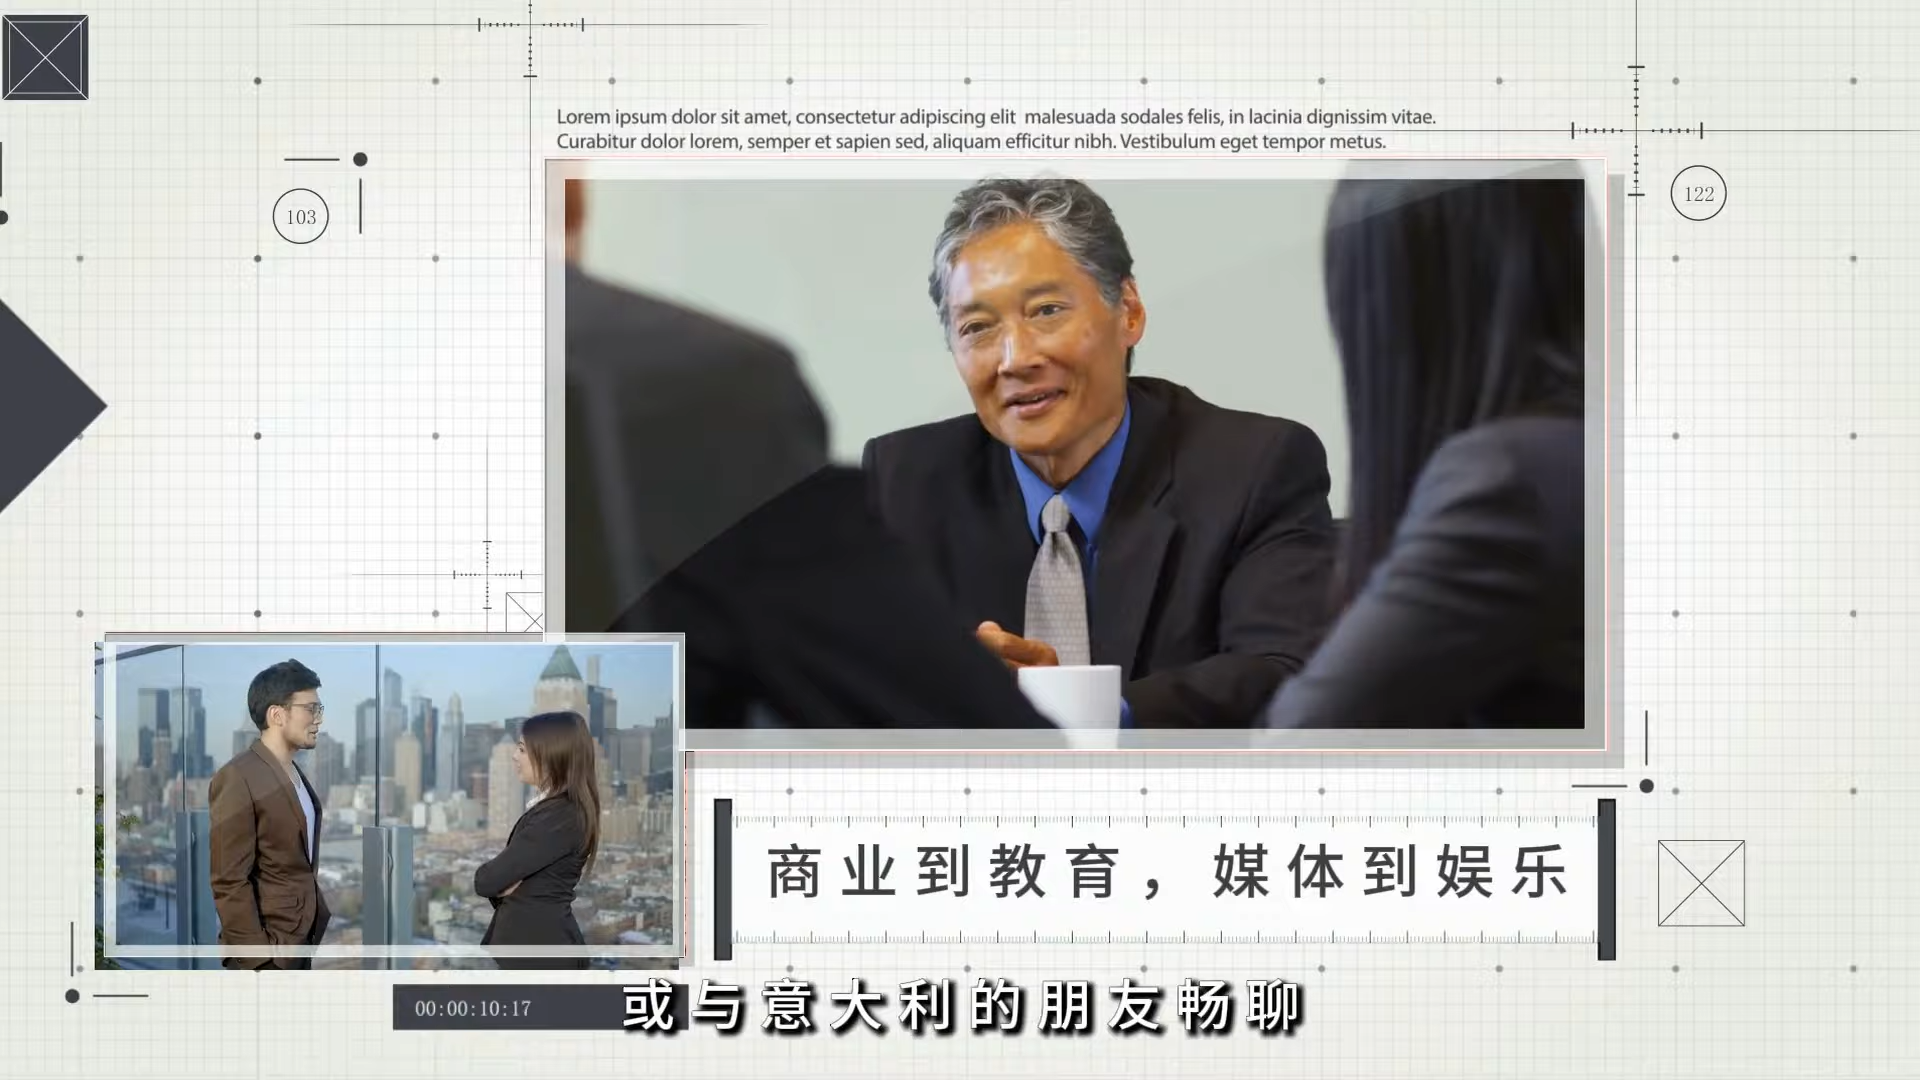 Lorem ipsum dolor sit amet, consectetur adipiscing elit malesuada sodales felis, in lacinia dignissim vitae.
Curabitur dolor lorem, semper et sapien sed, aliquam efficitur nibh. Vestibulum eget tempor metus.
103
122
商业到教育，媒体到娱乐
00:00:10:17
或与意大利的朋友畅聊